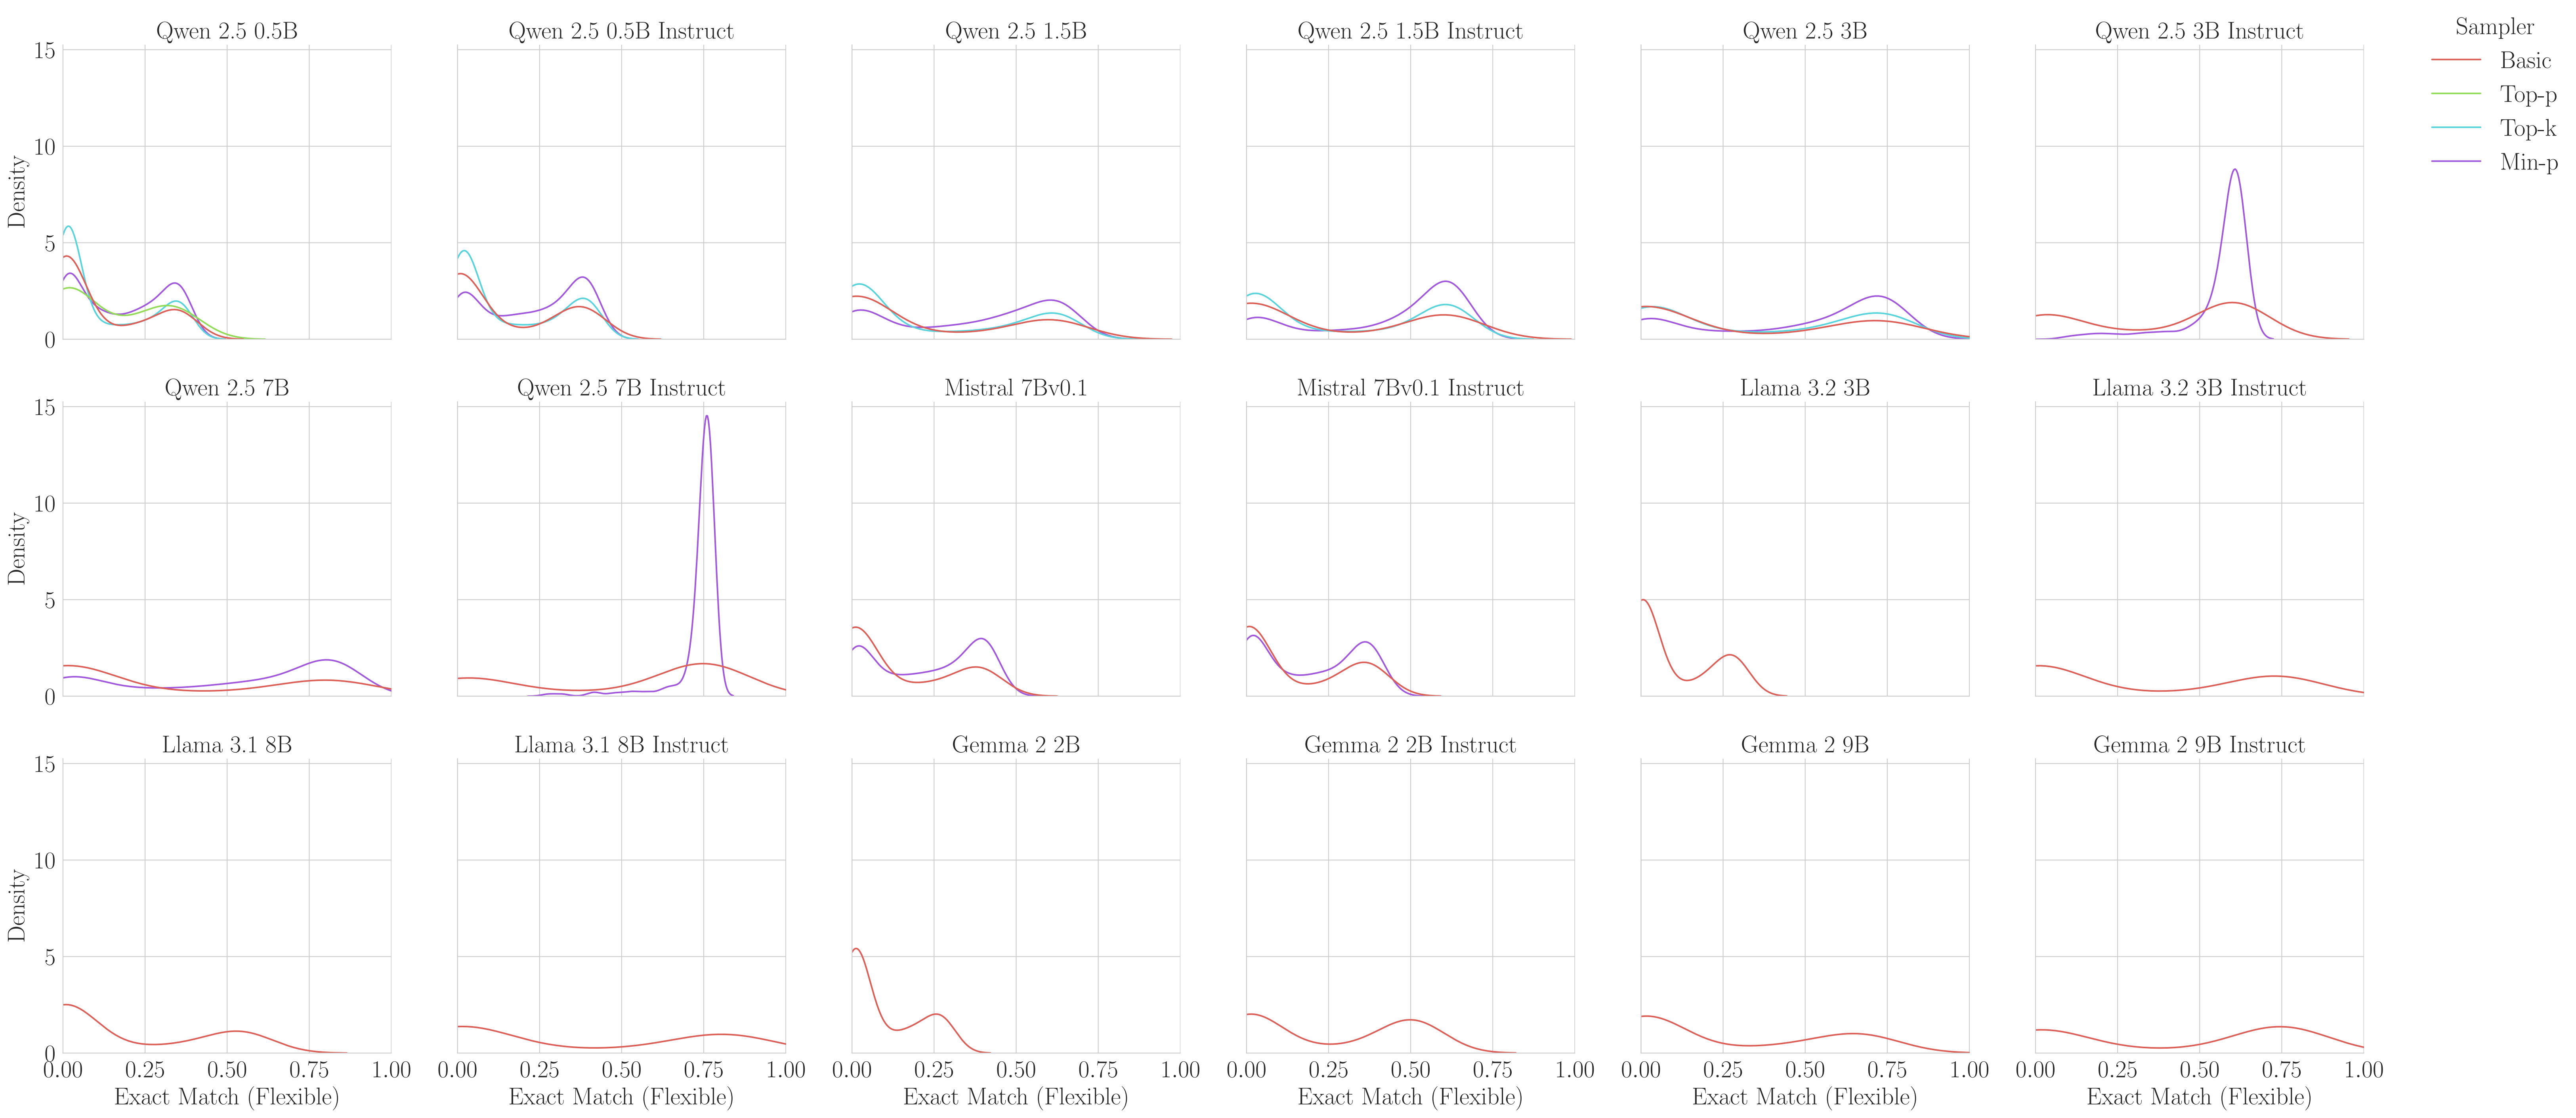 Qwen 2.5 0.5B
Qwen 2.5 0.5B Instruct
Qwen 2.5 1.5B
Qwen 2.5 1.5B Instruct
Qwen 2.5 3B
Qwen 2.5 3B Instruct
Sampler
Basic
Top-p
Top-k
Min-p
15
10
5
0
Density
Qwen 2.5 7B
Qwen 2.5 7B Instruct
Mistral 7Bv0.1
Mistral 7Bv0.1 Instruct
Llama 3.2 3B
Llama 3.2 3B Instruct
15
10
5
0
Density
Llama 3.1 8B
Llama 3.1 8B Instruct
Gemma 2 2B
Gemma 2 2B Instruct
Gemma 2 9B
Gemma 2 9B Instruct
15
10
5
0
Density
0.00 0.25 0.50 0.75 1.00
0.00 0.25 0.50 0.75 1.00
0.00 0.25 0.50 0.75 1.00
0.00 0.25 0.50 0.75 1.00
0.00 0.25 0.50 0.75 1.00
0.00 0.25 0.50 0.75 1.00
Exact Match (Flexible)
Exact Match (Flexible)
Exact Match (Flexible)
Exact Match (Flexible)
Exact Match (Flexible)
Exact Match (Flexible)